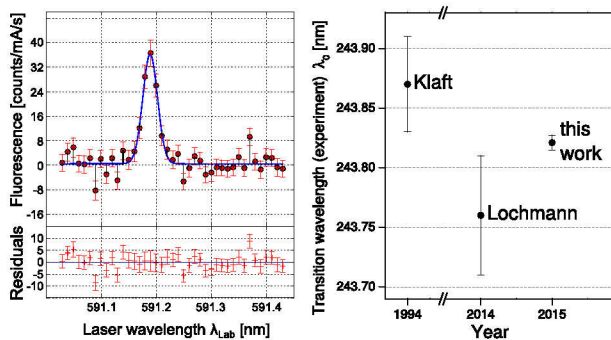 Fluorescence [counts/mA/s]
40
32
24
16
8
0
-8
-16
Residuals
10
5
0
-5
-10
591.1 591.2 591.3 591.4
Laser wavelength λLab [nm]
Transition wavelength (experiment) λ0 [nm]
243.90
243.85
243.80
243.75
243.70
Klaft
this
work
Lochmann
1994 2014 2015
Year